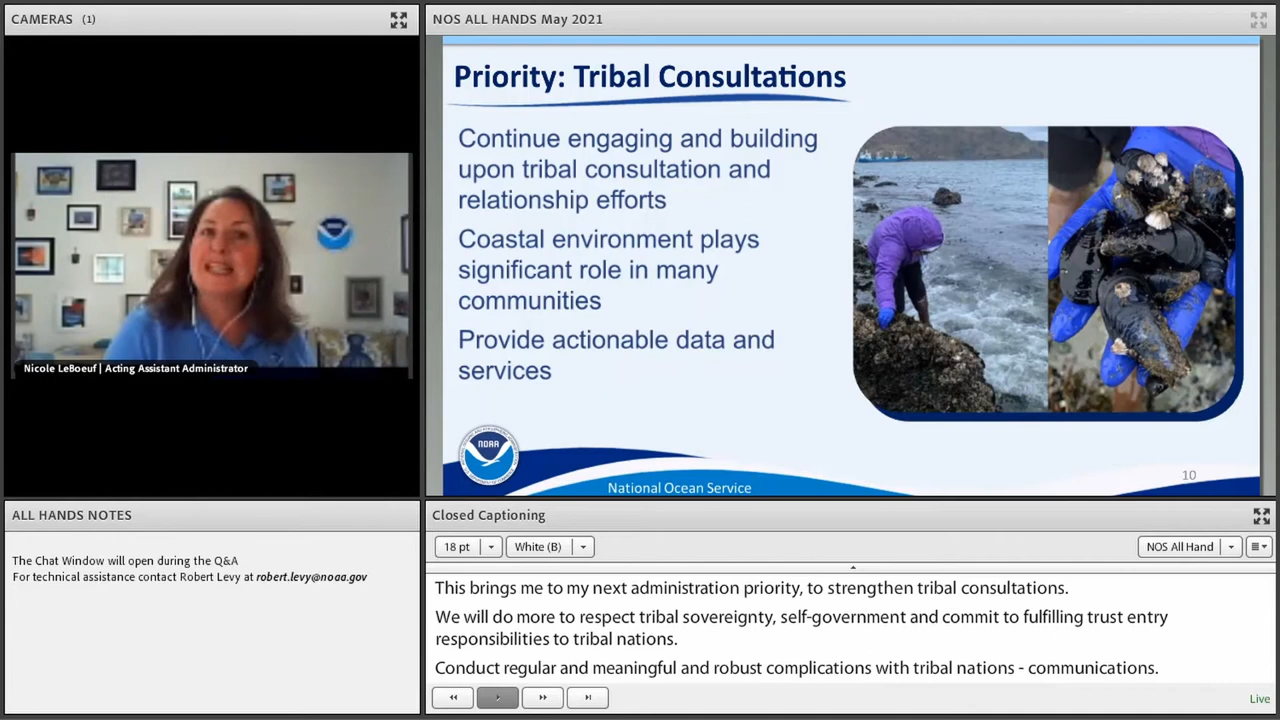 CAMERAS (1)
Nicole LeBoeuf | Acting Assistant Administrator
NOS ALL HANDS May 2021
Priority: Tribal Consultations
Continue engaging and building
upon tribal consultation and
relationship efforts
Coastal environment plays
significant role in many
communities
Provide actionable data and
services
NOAA
National Ocean Service
10
ALL HANDS NOTES
The Chat Window will open during the Q&A
For technical assistance contact Robert Levy at robert.levy@noaa.gov
Closed Captioning
18 pt
White (B)
NOS All Hand
This brings me to my next administration priority, to strengthen tribal consultations.
We will do more to respect tribal sovereignty, self-government and commit to fulfilling trust entry
responsibilities to tribal nations.
Conduct regular and meaningful and robust complications with tribal nations - communications.
Live